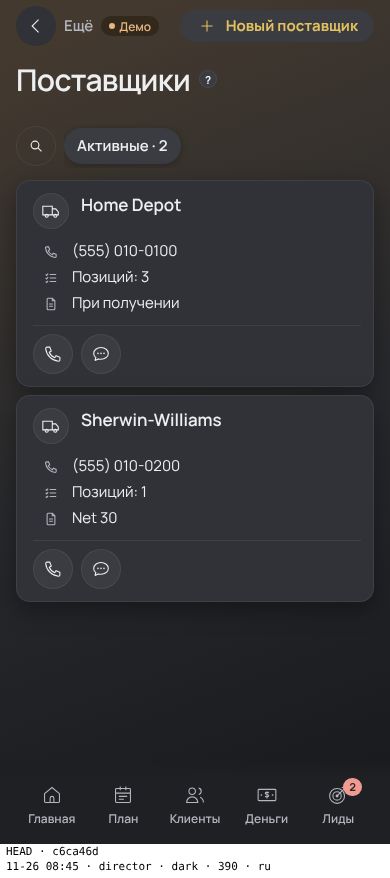 Ещё
Демо
Новый поставщик
Поставщики
?
Активные · 2
Home Depot
(555) 010-0100
Позиций: 3
При получении
Sherwin-Williams
(555) 010-0200
Позиций: 1
Net 30
2
Главная
План
Клиенты
Деньги
Лиды
HEAD · c6ca46d
11-26 08:45 · director · dark · 390 · ru